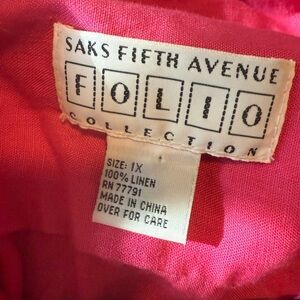 SAKS FIFTH AVENUE
FOLIO
COLLECTION
SIZE: 1X
100% LINEN
RN 77791
MADE IN CHINA
OVER FOR CARE